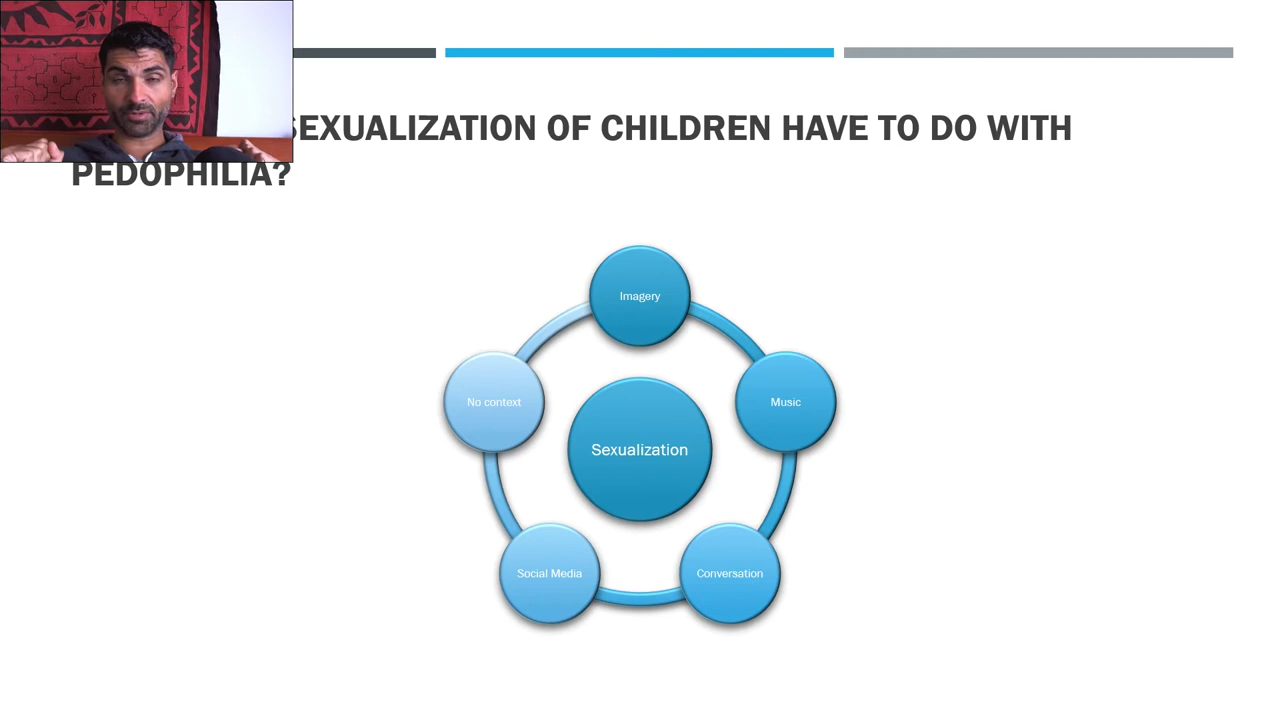 SEXUALIZATION OF CHILDREN HAVE TO DO WITH
PEDOPHILIA?
Imagery
No context
Music
Sexualization
Social Media
Conversation